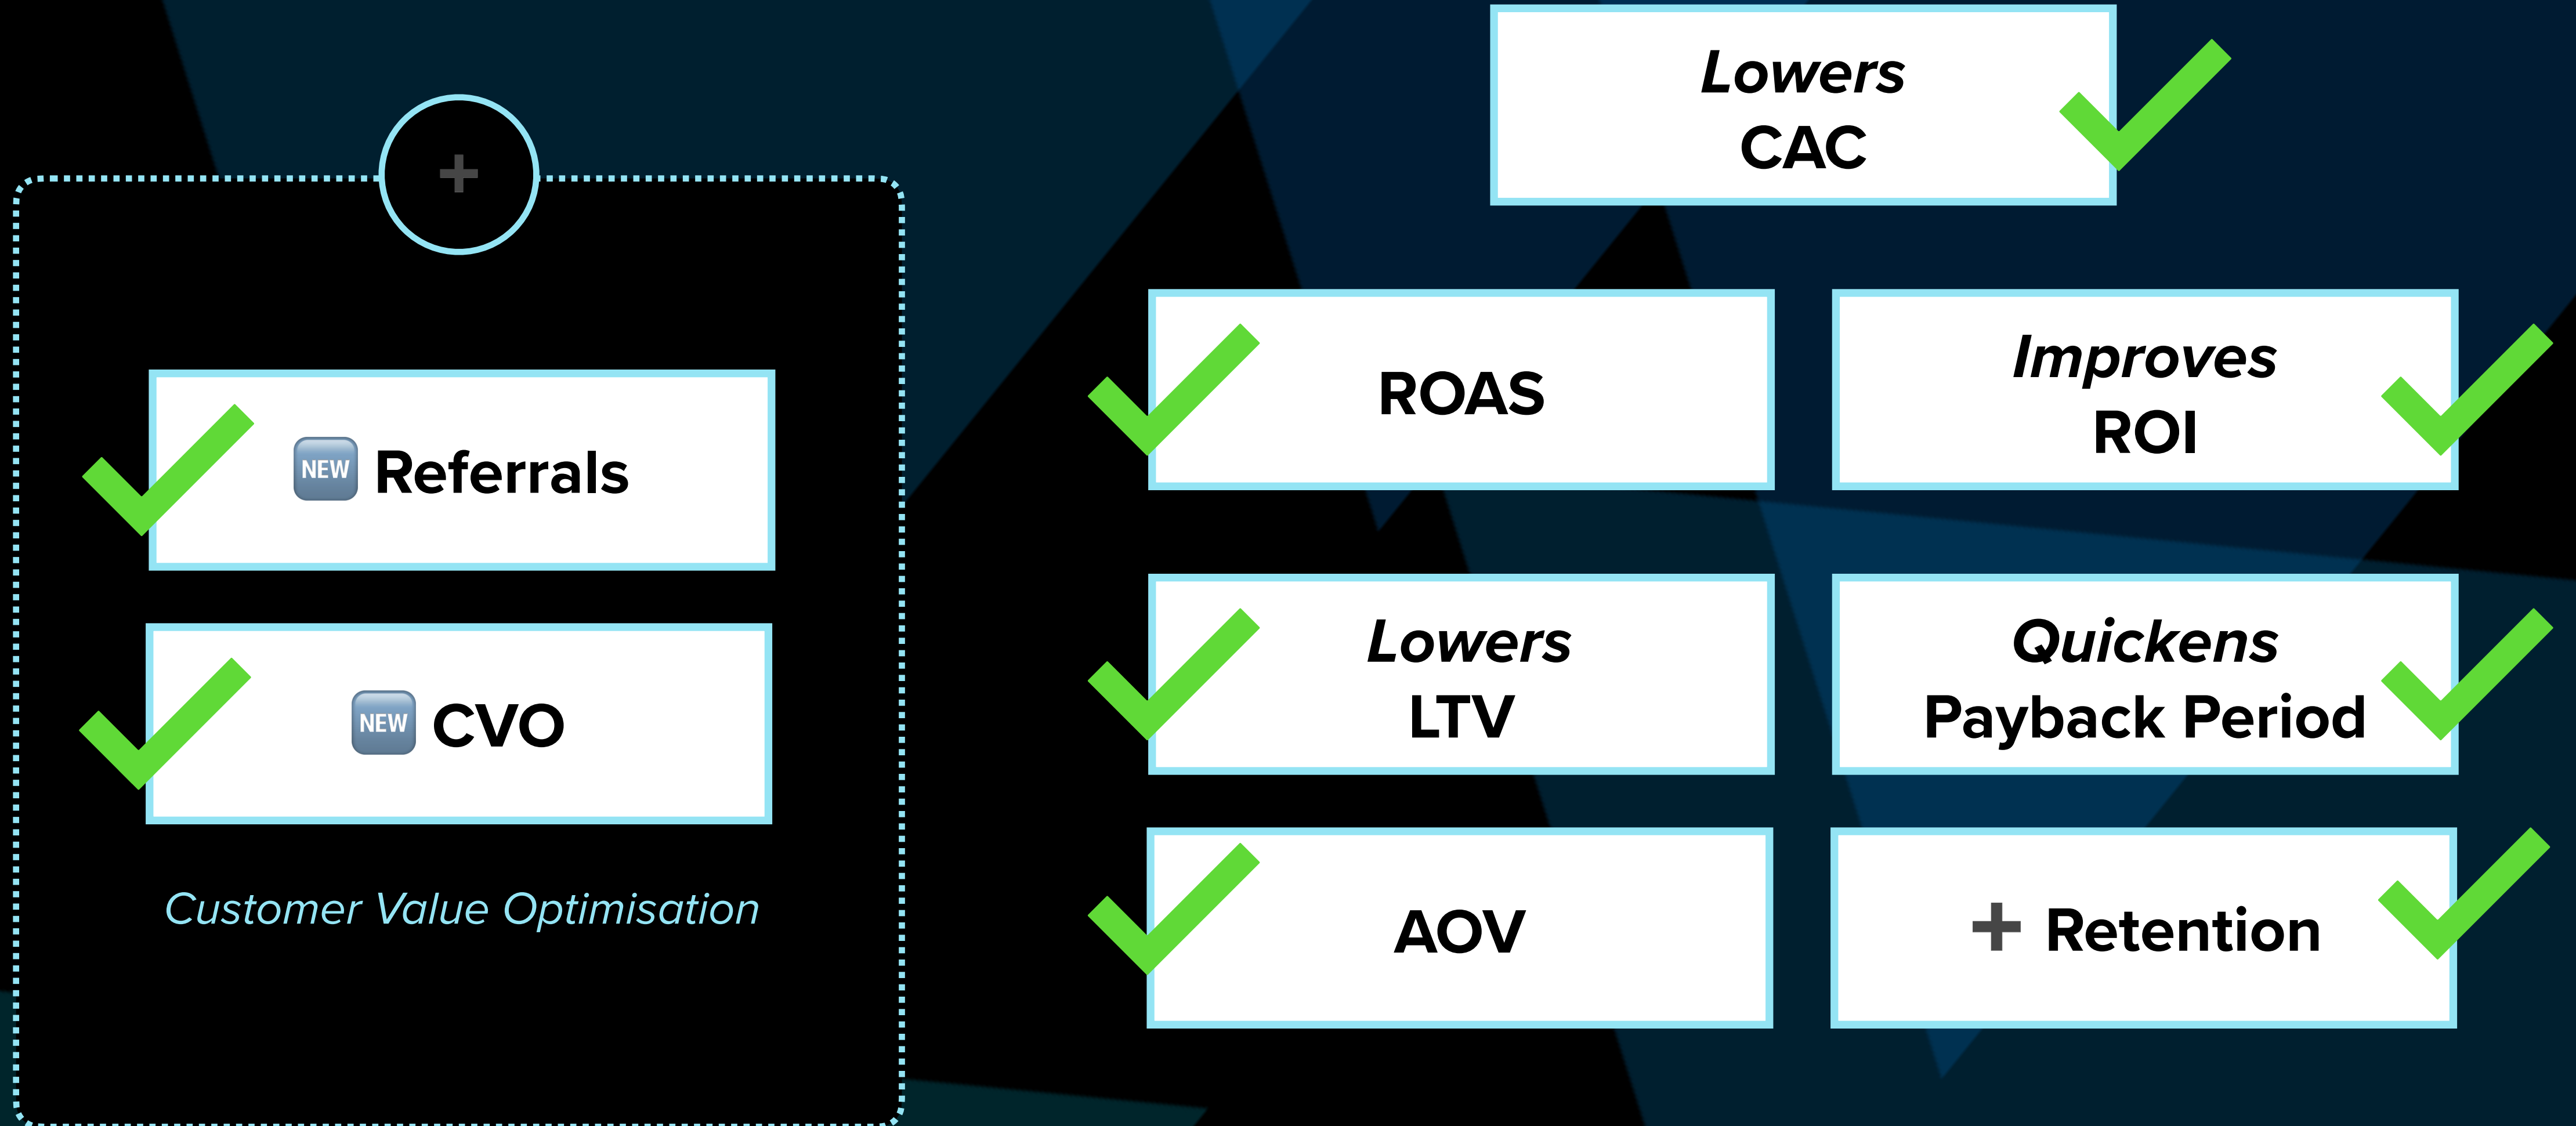 +
NEW Referrals
NEW CVO
Customer Value Optimisation
Lowers
CAC
ROAS
Improves
ROI
Lowers
LTV
Quickens
Payback Period
AOV
+ Retention